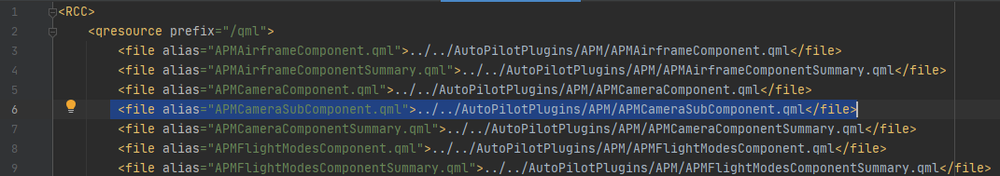 1 <RCC>
2 <qresource prefix="/qml">
3 <file alias="APMAirframeComponent.qml">../../AutoPilotPlugins/APM/APMAirframeComponent.qml</file>
4 <file alias="APMAirframeComponentSummary.qml">../../AutoPilotPlugins/APM/APMAirframeComponentSummary.qml</file>
5 <file alias="APMCameraComponent.qml">../../AutoPilotPlugins/APM/APMCameraComponent.qml</file>
6 <file alias="APMCameraSubComponent.qml">../../AutoPilotPlugins/APM/APMCameraSubComponent.qml</file>
7 <file alias="APMCameraComponentSummary.qml">../../AutoPilotPlugins/APM/APMCameraComponentSummary.qml</file>
8 <file alias="APMFlightModesComponent.qml">../../AutoPilotPlugins/APM/APMFlightModesComponent.qml</file>
9 <file alias="APMFlightModesComponentSummary.qml">../../AutoPilotPlugins/APM/APMFlightModesComponentSummary.qml</file>